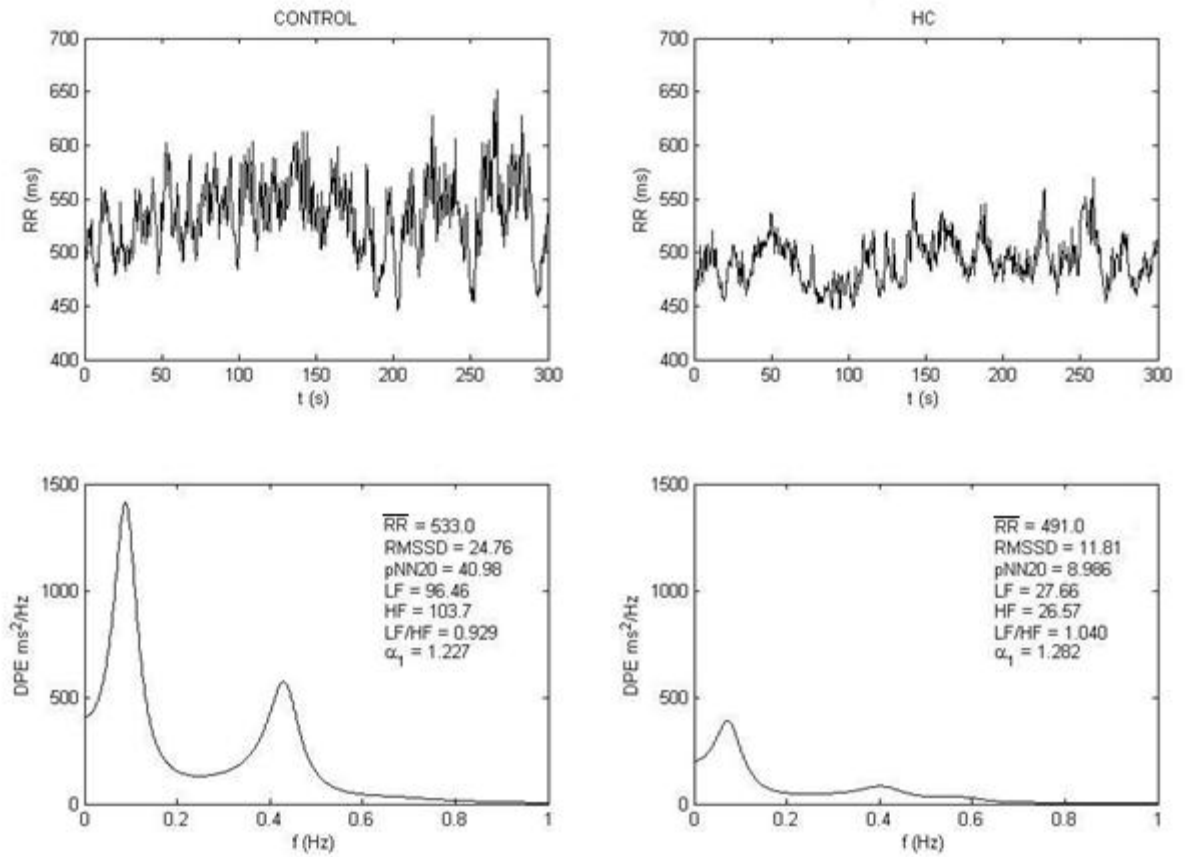 CONTROL
700
650
600
550
500
450
400
RR (ms)
0 50 100 150 200 250 300
t (s)
HC
700
650
600
550
500
450
400
RR (ms)
0 50 100 150 200 250 300
t (s)
1500
1000
500
0
DPE ms²/Hz
RR = 533.0
RMSSD = 24.76
pNN20 = 40.98
LF = 96.46
HF = 103.7
LF/HF = 0.929
α₁ = 1.227
0 0.2 0.4 0.6 0.8 1
f (Hz)
1500
1000
500
0
DPE ms²/Hz
RR = 491.0
RMSSD = 11.81
pNN20 = 8.986
LF = 27.66
HF = 26.57
LF/HF = 1.040
α₁ = 1.282
0 0.2 0.4 0.6 0.8 1
f (Hz)